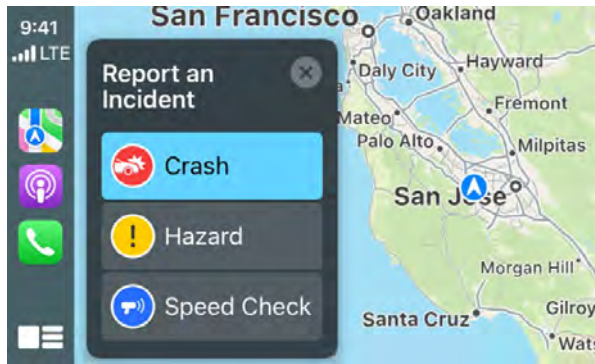 9:41
LTE
Report an
Incident
Crash
Hazard
Speed Check
San Francisco
Oakland
Daly City
Hayward
Mateo
Fremont
Palo Alto
Milpitas
San Jose
Morgan Hill
Santa Cruz
Gilroy
Wats